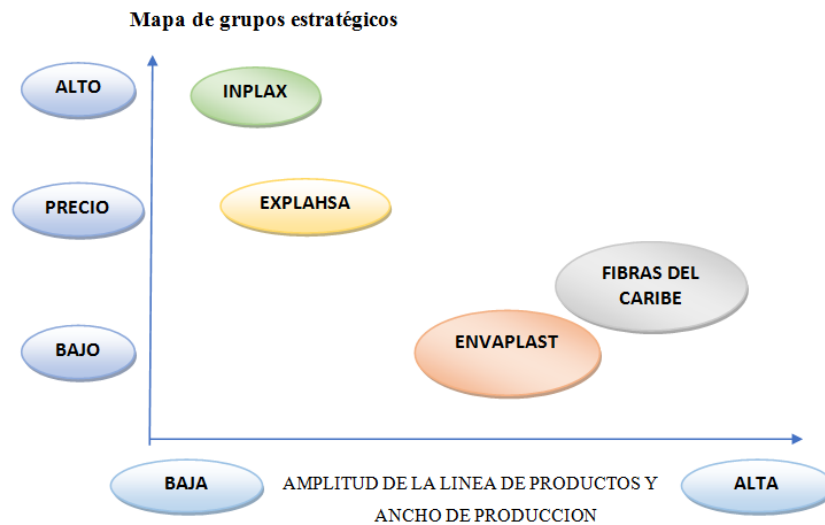 Mapa de grupos estratégicos
ALTO
INPLAX
PRECIO
EXPLAHSA
FIBRAS DEL
CARIBE
BAJO
ENVAPLAST
BAJA
AMPLITUD DE LA LINEA DE PRODUCTOS Y
ANCHO DE PRODUCCION
ALTA